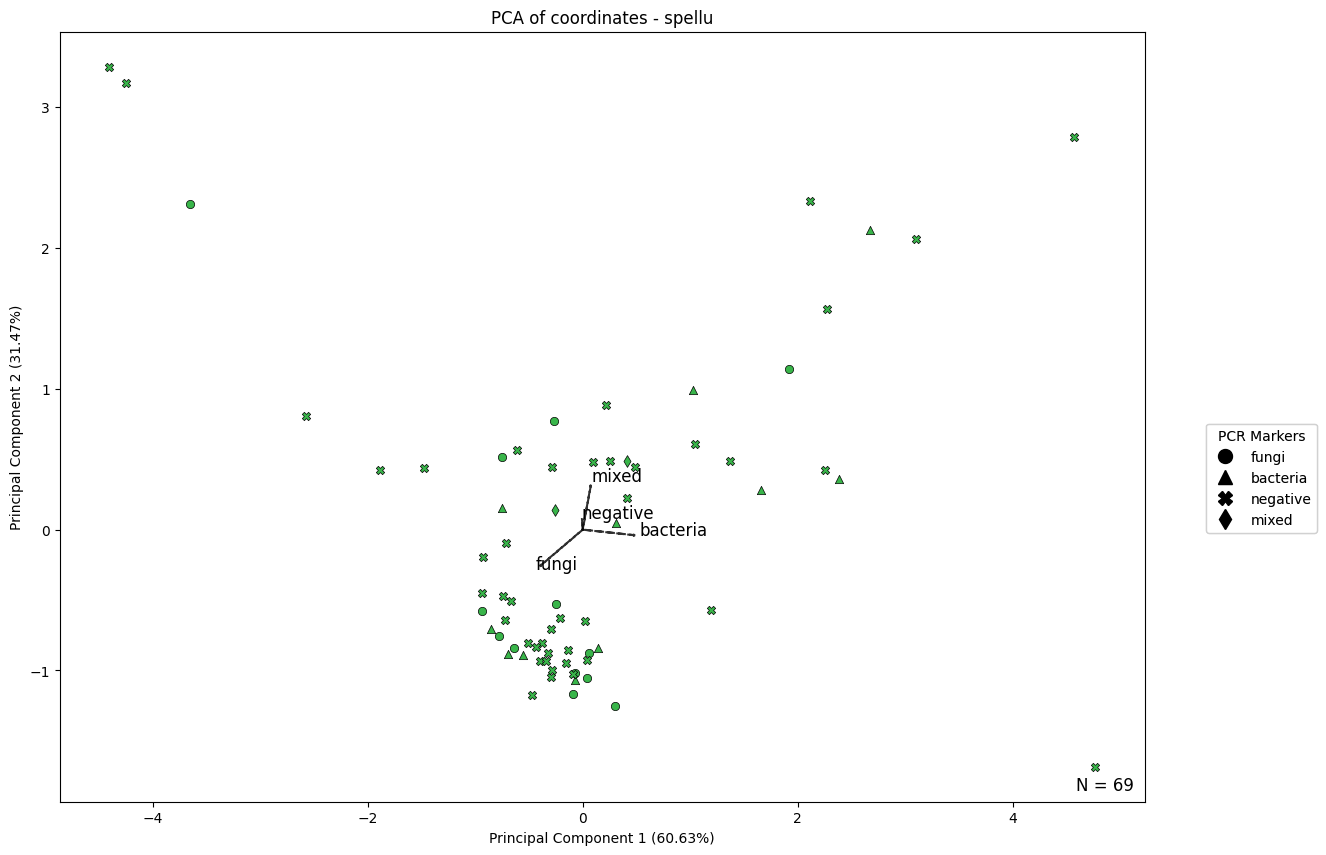 PCA of coordinates - spellu
Principal Component 2 (31.47%)
3
2
1
0
−1
mixed
negative
bacteria
fungi
N = 69
−4
−2
0
2
4
Principal Component 1 (60.63%)
PCR Markers
fungi
bacteria
negative
mixed